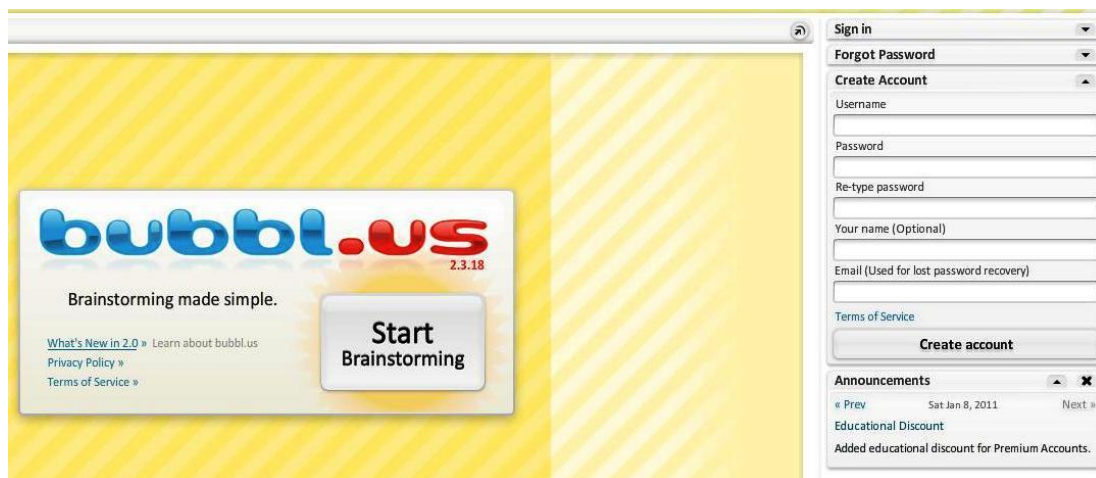 bubbl.us
2.3.18
Brainstorming made simple.
Start
Brainstorming
What's New in 2.0 » Learn about bubbl.us
Privacy Policy »
Terms of Service »
Sign in
Forgot Password
Create Account
Username
Password
Re-type password
Your name (Optional)
Email (Used for lost password recovery)
Terms of Service
Create account
Announcements
« Prev Sat Jan 8, 2011 Next »
Educational Discount
Added educational discount for Premium Accounts.